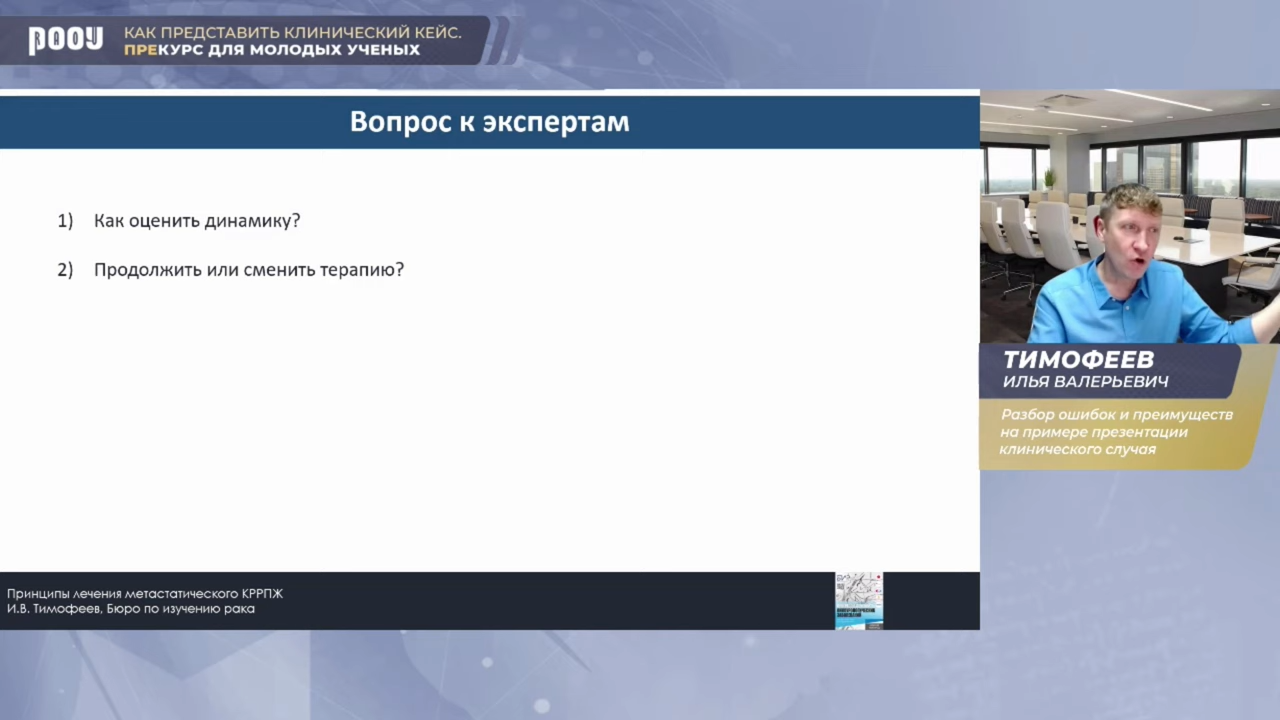 РООУ
КАК ПРЕДСТАВИТЬ КЛИНИЧЕСКИЙ КЕЙС.
ПРЕКУРС ДЛЯ МОЛОДЫХ УЧЕНЫХ
Вопрос к экспертам
1) Как оценить динамику?
2) Продолжить или сменить терапию?
ТИМОФЕЕВ
ИЛЬЯ ВАЛЕРЬЕВИЧ
Разбор ошибок и преимуществ
на примере презентации
клинического случая
Принципы лечения метастатического КРРПЖ
И.В. Тимофеев, Бюро по изучению рака